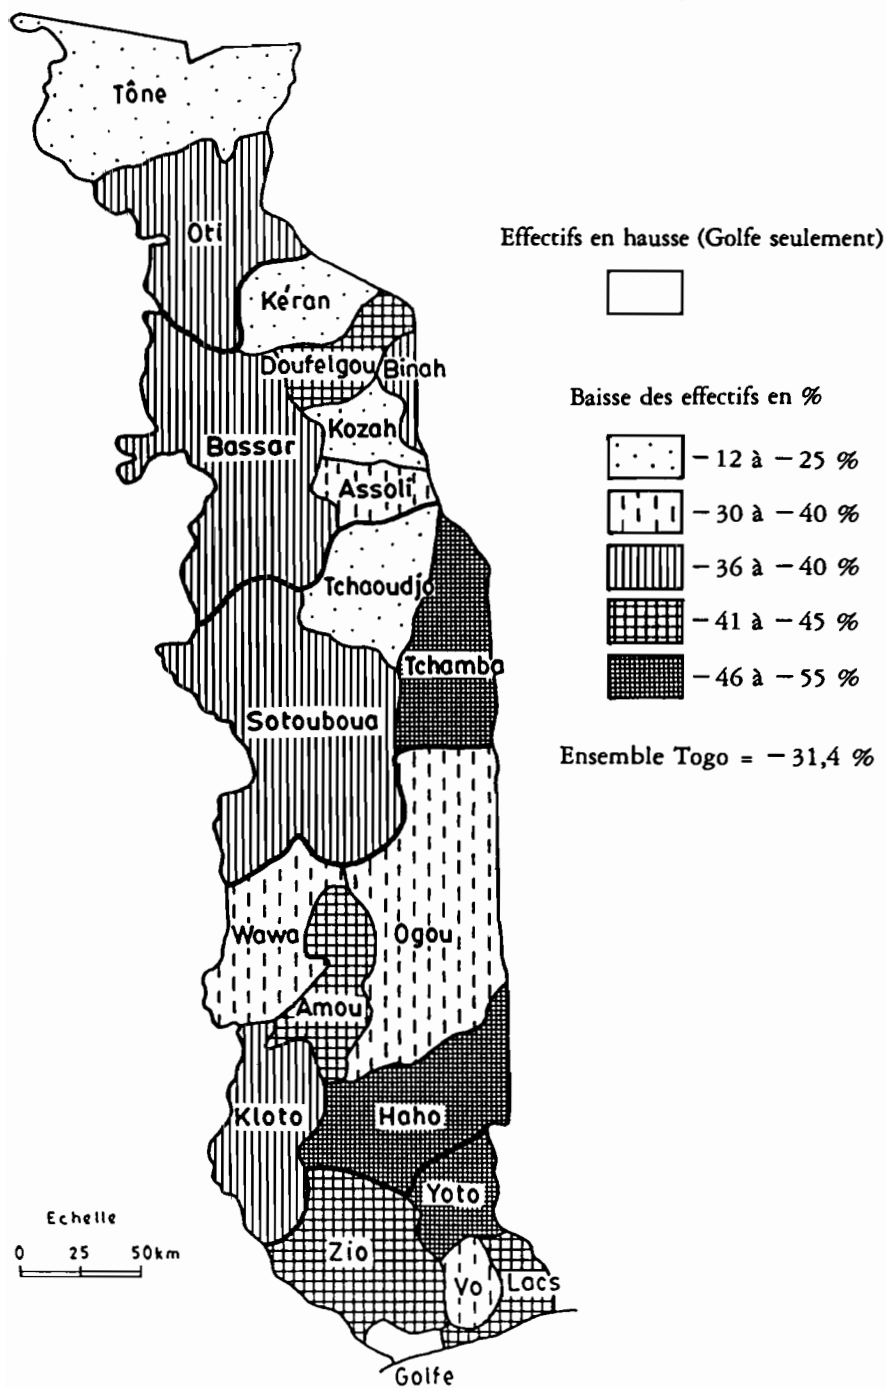 Tône
Oti
Kéran
Doufelgou
Binah
Kozah
Bassar
Assoli
Tchaoudjo
Tchamba
Sotouboua
Wawa
Ogou
Amou
Kloto
Haho
Yoto
Zio
Vo
Lacs
Golfe
Echelle
0 25 50km
Effectifs en hausse (Golfe seulement)
Baisse des effectifs en %
− 12 à − 25 %
− 30 à − 40 %
− 36 à − 40 %
− 41 à − 45 %
− 46 à − 55 %
Ensemble Togo = − 31,4 %